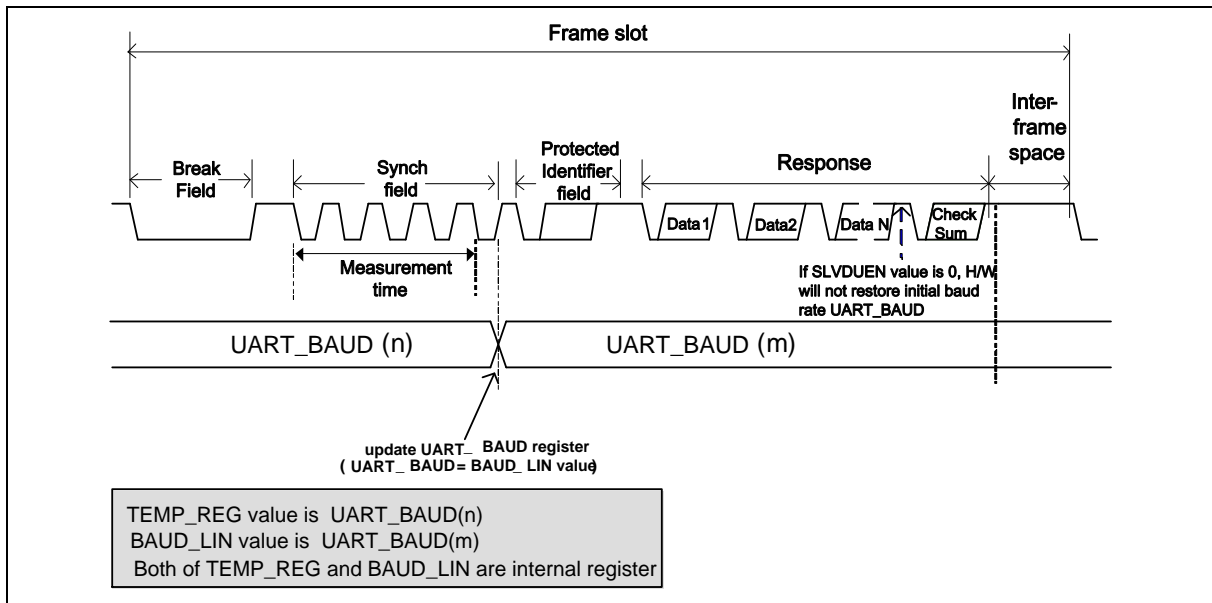 Frame slot
Inter-
frame
space
Break
Field
Synch
field
Protected
Identifier
field
Response
Data1
Data2
Data N
Check
Sum
Measurement
time
If SLVDUEN value is 0, H/W
will not restore initial baud
rate UART_BAUD
UART_BAUD (n)
UART_BAUD (m)
update UART_ BAUD register
( UART_ BAUD= BAUD_ LIN value)
TEMP_REG value is UART_BAUD(n)
BAUD_LIN value is UART_BAUD(m)
Both of TEMP_REG and BAUD_LIN are internal register